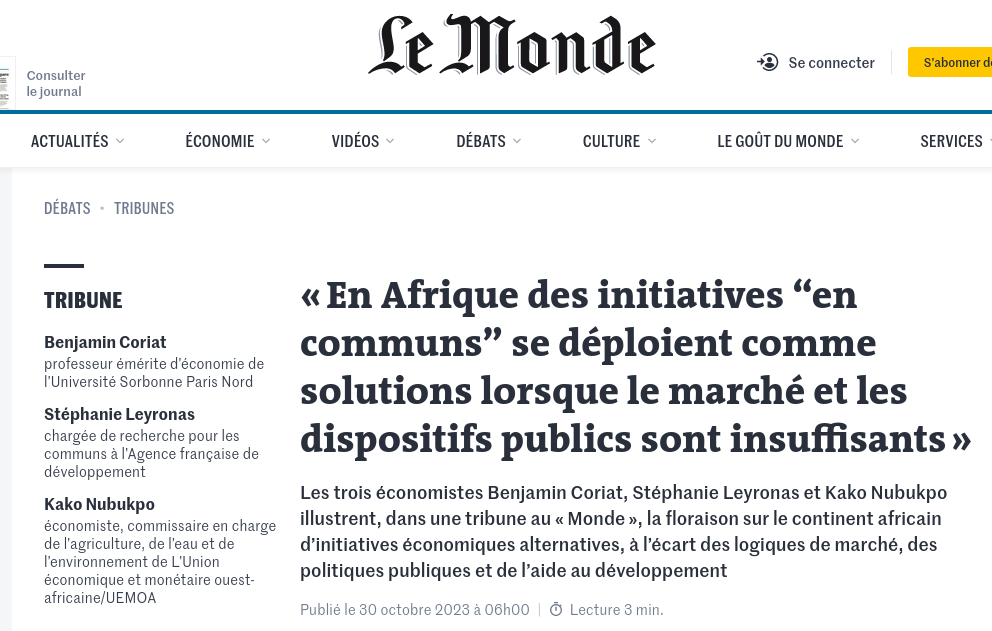 Le Monde
Consulter
le journal
Se connecter
S'abonner
ACTUALITÉS
ÉCONOMIE
VIDÉOS
DÉBATS
CULTURE
LE GOÛT DU MONDE
SERVICES
DÉBATS • TRIBUNES
TRIBUNE
Benjamin Coriat
professeur émérite d'économie de
l'Université Sorbonne Paris Nord
Stéphanie Leyronas
chargée de recherche pour les
communs à l'Agence française de
développement
Kako Nubukpo
économiste, commissaire en charge
de l'agriculture, de l'eau et de
l'environnement de L'Union
économique et monétaire ouest-
africaine/UEMOA
« En Afrique des initiatives “en
communs” se déploient comme
solutions lorsque le marché et les
dispositifs publics sont insuffisants »
Les trois économistes Benjamin Coriat, Stéphanie Leyronas et Kako Nubukpo
illustrent, dans une tribune au « Monde », la floraison sur le continent africain
d’initiatives économiques alternatives, à l’écart des logiques de marché, des
politiques publiques et de l’aide au développement
Publié le 30 octobre 2023 à 06h00
Lecture 3 min.